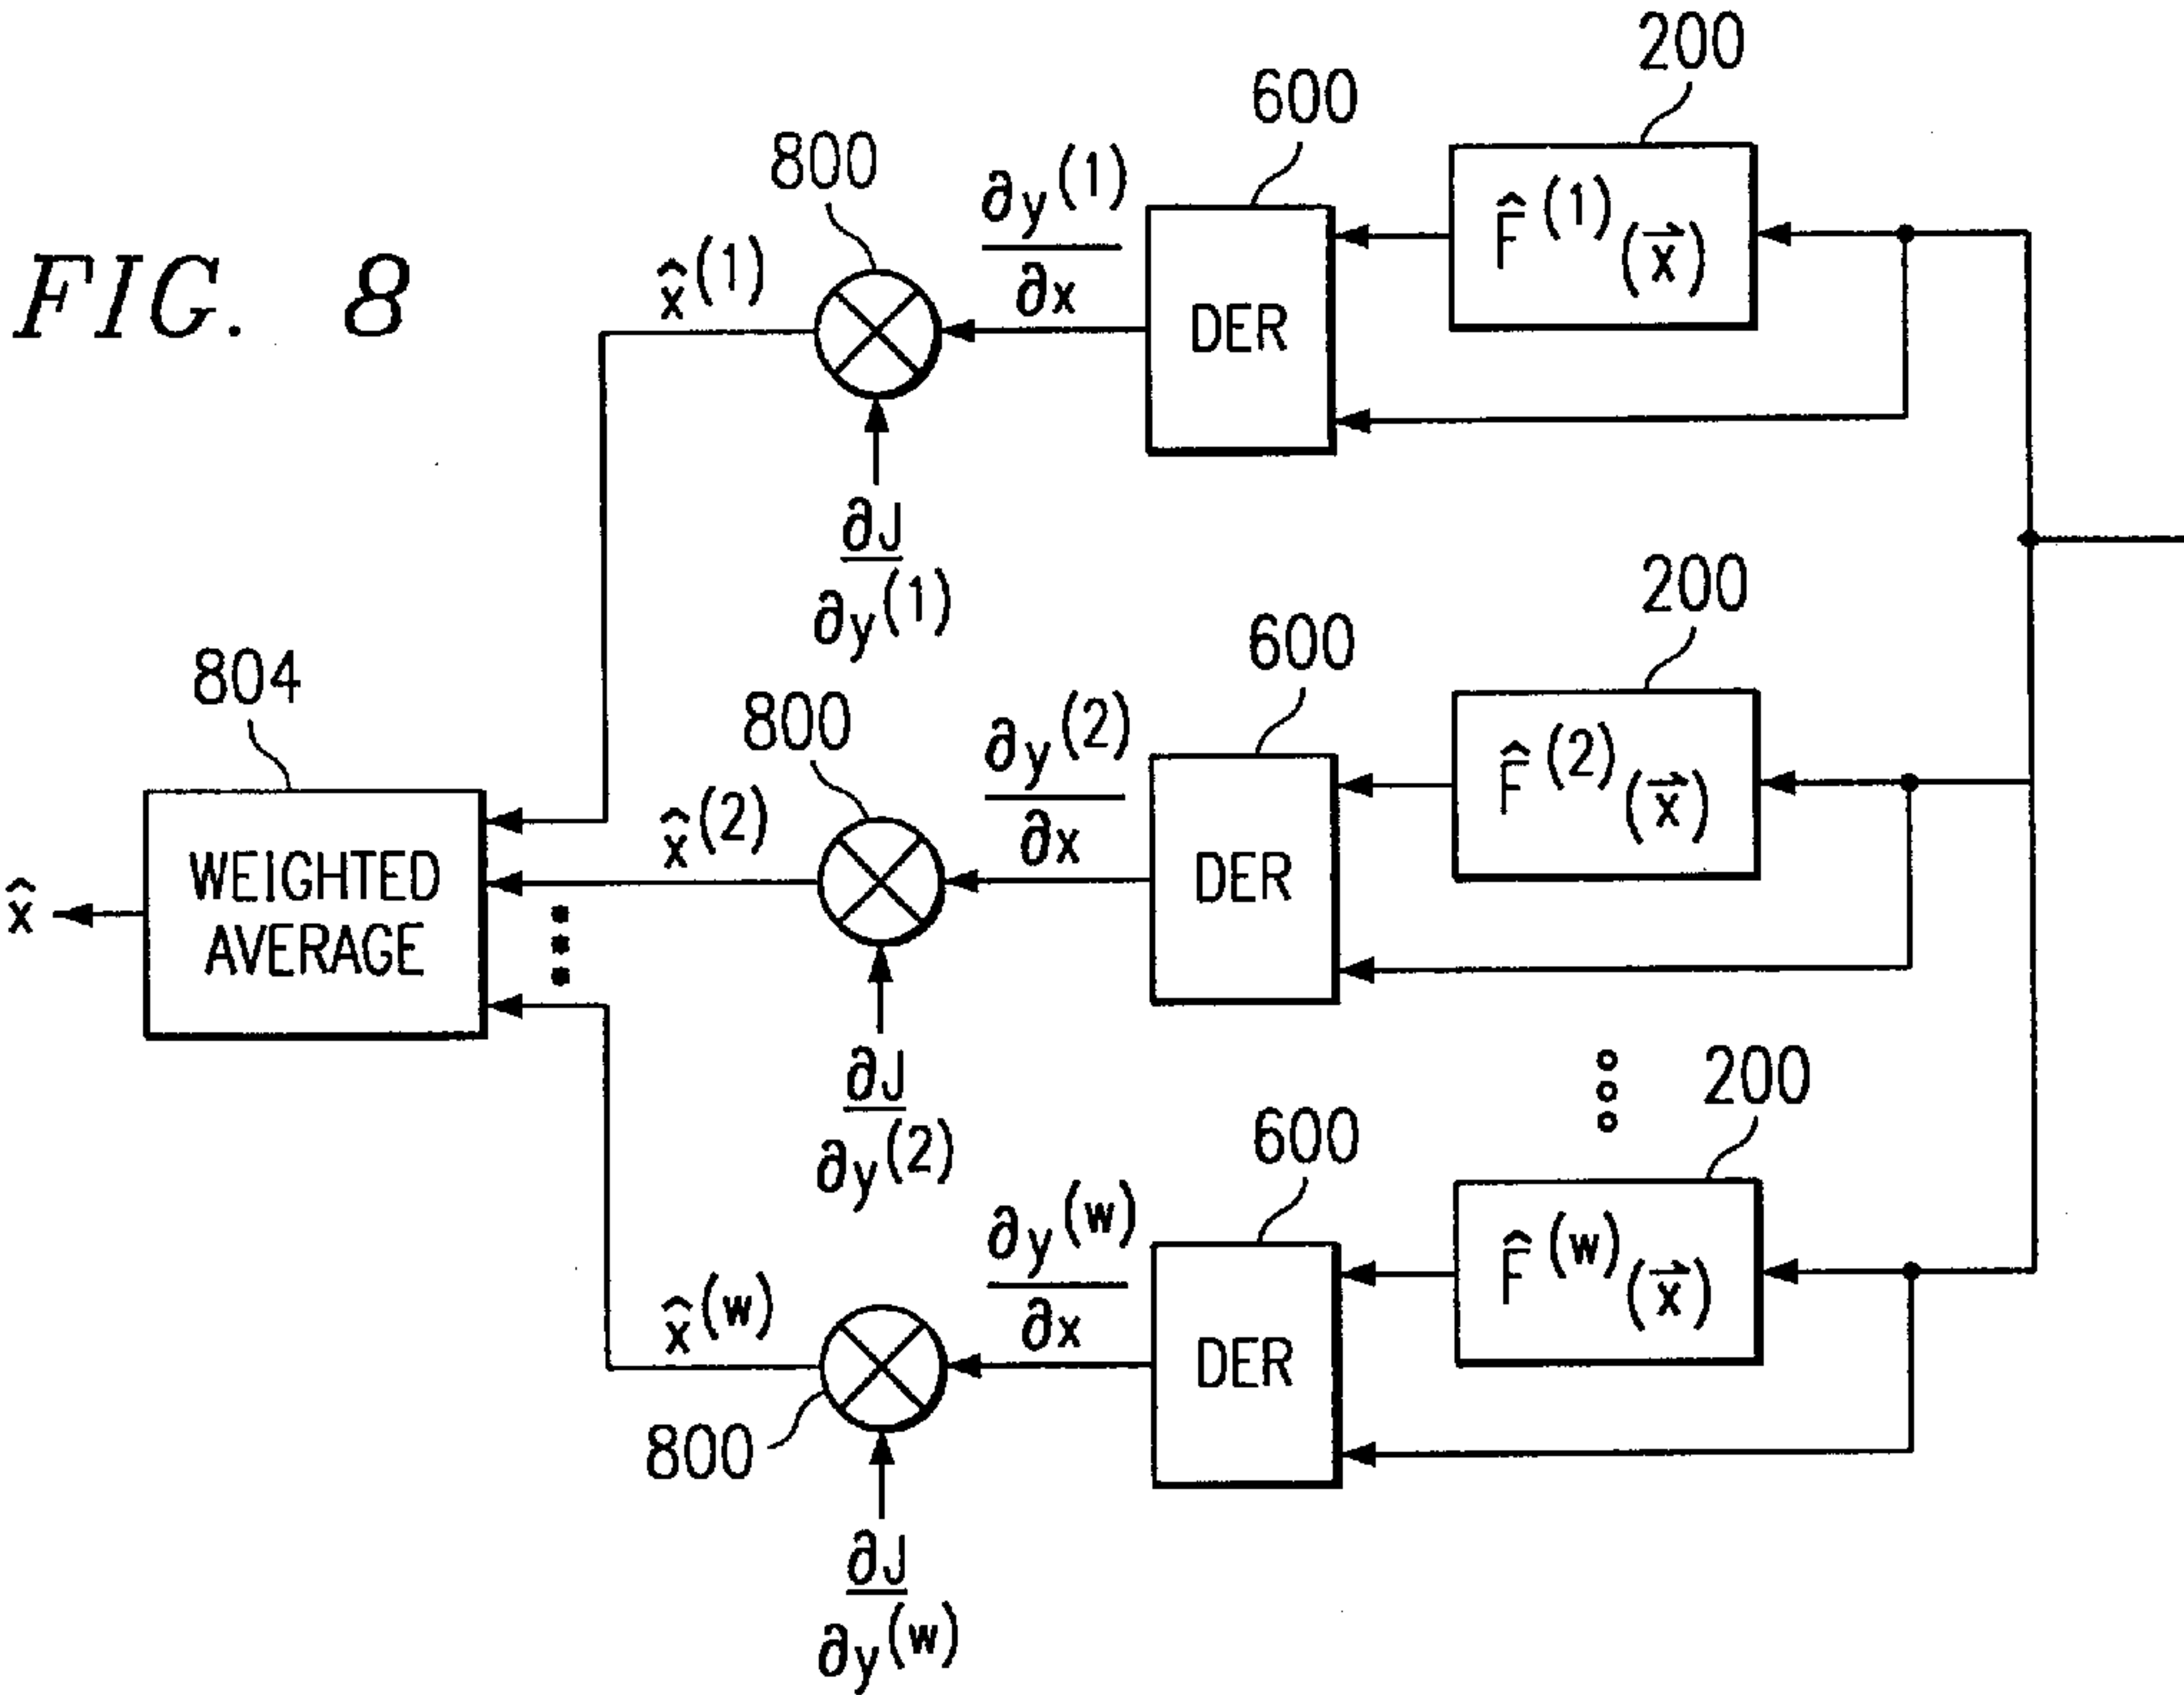 FIG. 8
200
600
800
∂y(1)
∂x
x̂(1)
DER
F̂(1)(x⃗)
∂J
∂y(1)
200
600
800
804
∂y(2)
∂x
x̂(2)
DER
F̂(2)(x⃗)
WEIGHTED
AVERAGE
x̂
∂J
∂y(2)
200
600
∂y(w)
∂x
x̂(w)
DER
F̂(w)(x⃗)
800
∂J
∂y(w)